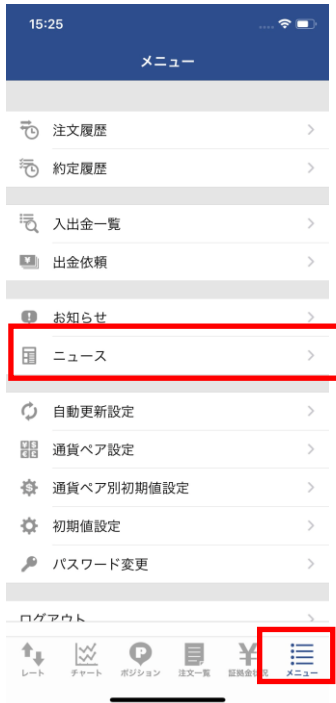 15:25
メニュー
注文履歴
約定履歴
入出金一覧
出金依頼
お知らせ
ニュース
自動更新設定
通貨ペア設定
通貨ペア別初期値設定
初期値設定
パスワード変更
ログアウト
レート チャート ポジション 注文一覧 証拠金状況 メニュー